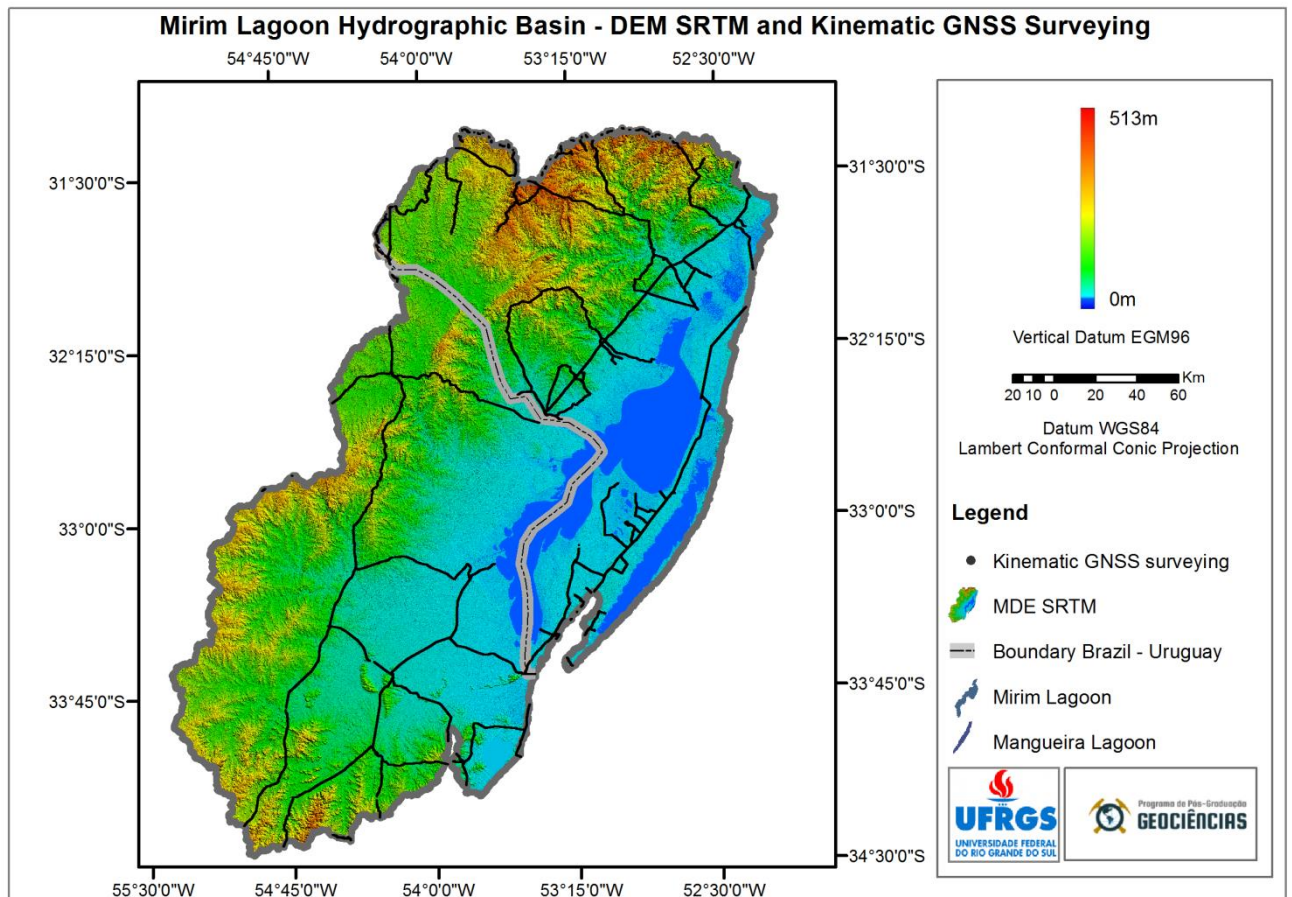 Mirim Lagoon Hydrographic Basin - DEM SRTM and Kinematic GNSS Surveying
54°45'0"W 54°0'0"W 53°15'0"W 52°30'0"W
31°30'0"S
32°15'0"S
33°0'0"S
33°45'0"S
31°30'0"S
32°15'0"S
33°0'0"S
33°45'0"S
34°30'0"S
55°30'0"W 54°45'0"W 54°0'0"W 53°15'0"W 52°30'0"W
513m
0m
Vertical Datum EGM96
Km
20 10 0 20 40 60
Datum WGS84
Lambert Conformal Conic Projection
Legend
Kinematic GNSS surveying
MDE SRTM
Boundary Brazil - Uruguay
Mirim Lagoon
Mangueira Lagoon
UFRGS
UNIVERSIDADE FEDERAL
DO RIO GRANDE DO SUL
Programa de Pós-Graduação
GEOCIÊNCIAS